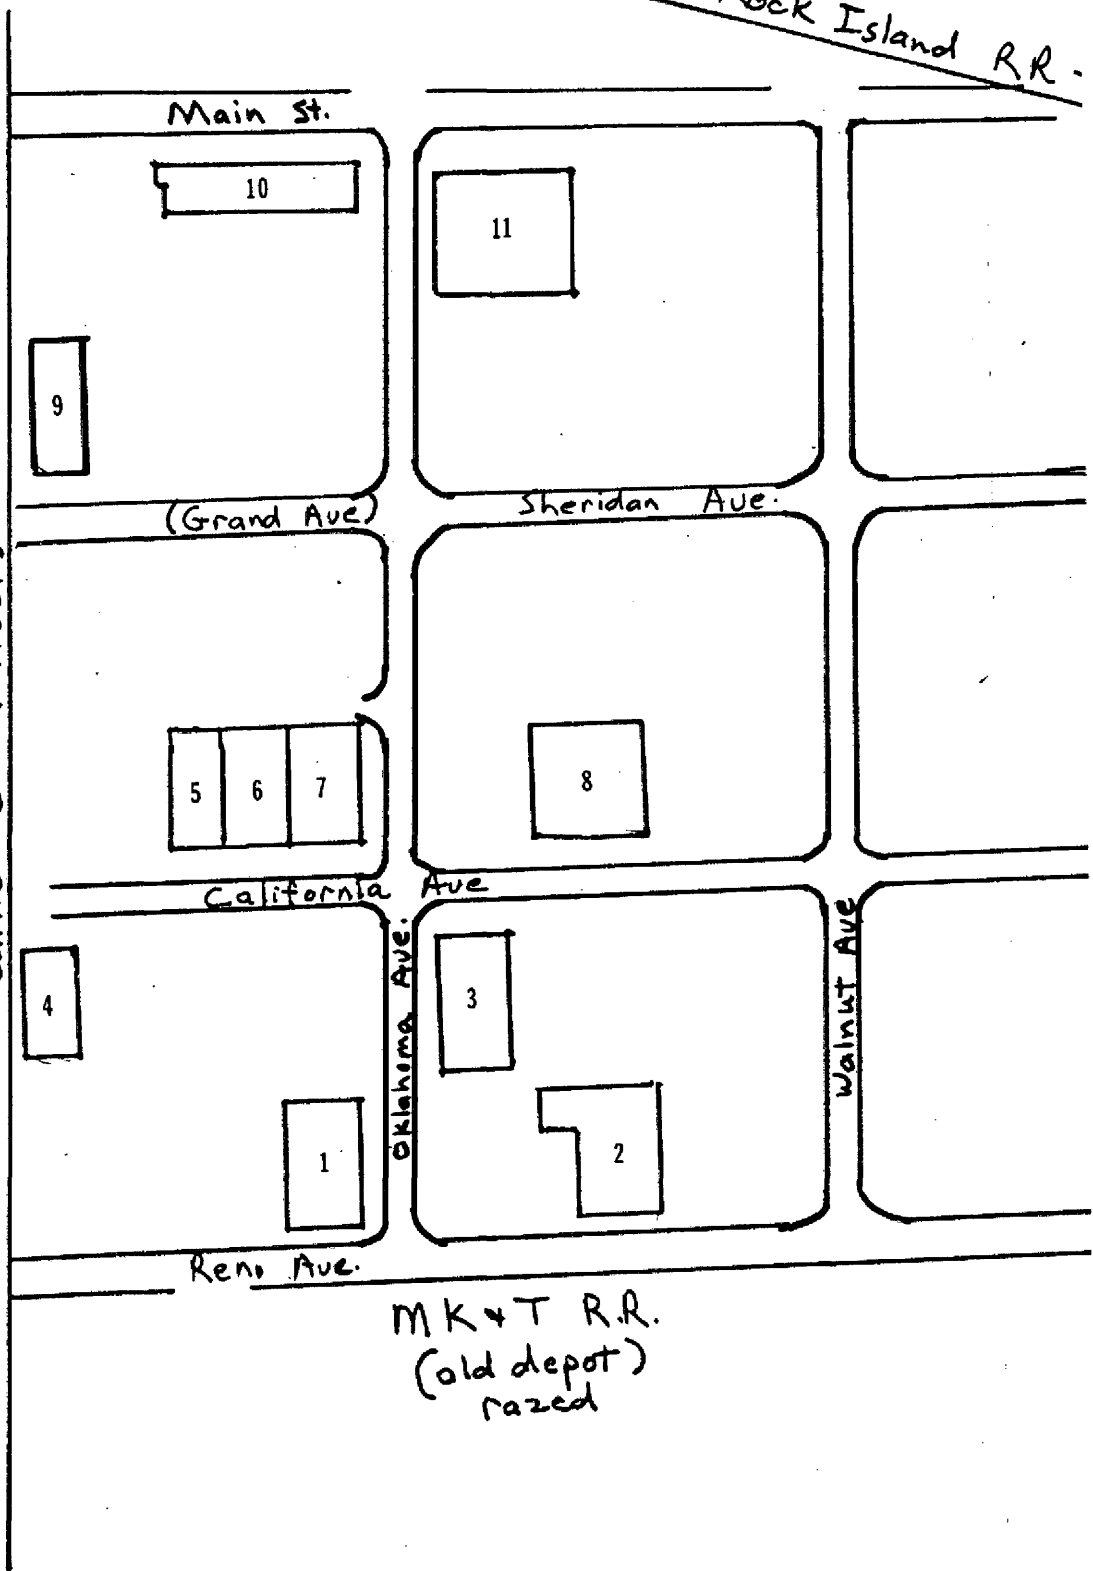 Rock Island R.R.
Main St.
10
11
9
(Grand Ave)
Sheridan Ave.
5 6 7
8
California Ave
Oklahoma Ave.
Walnut Ave
4
3
1
2
Reno Ave.
MK&T R.R.
(old depot)
razed